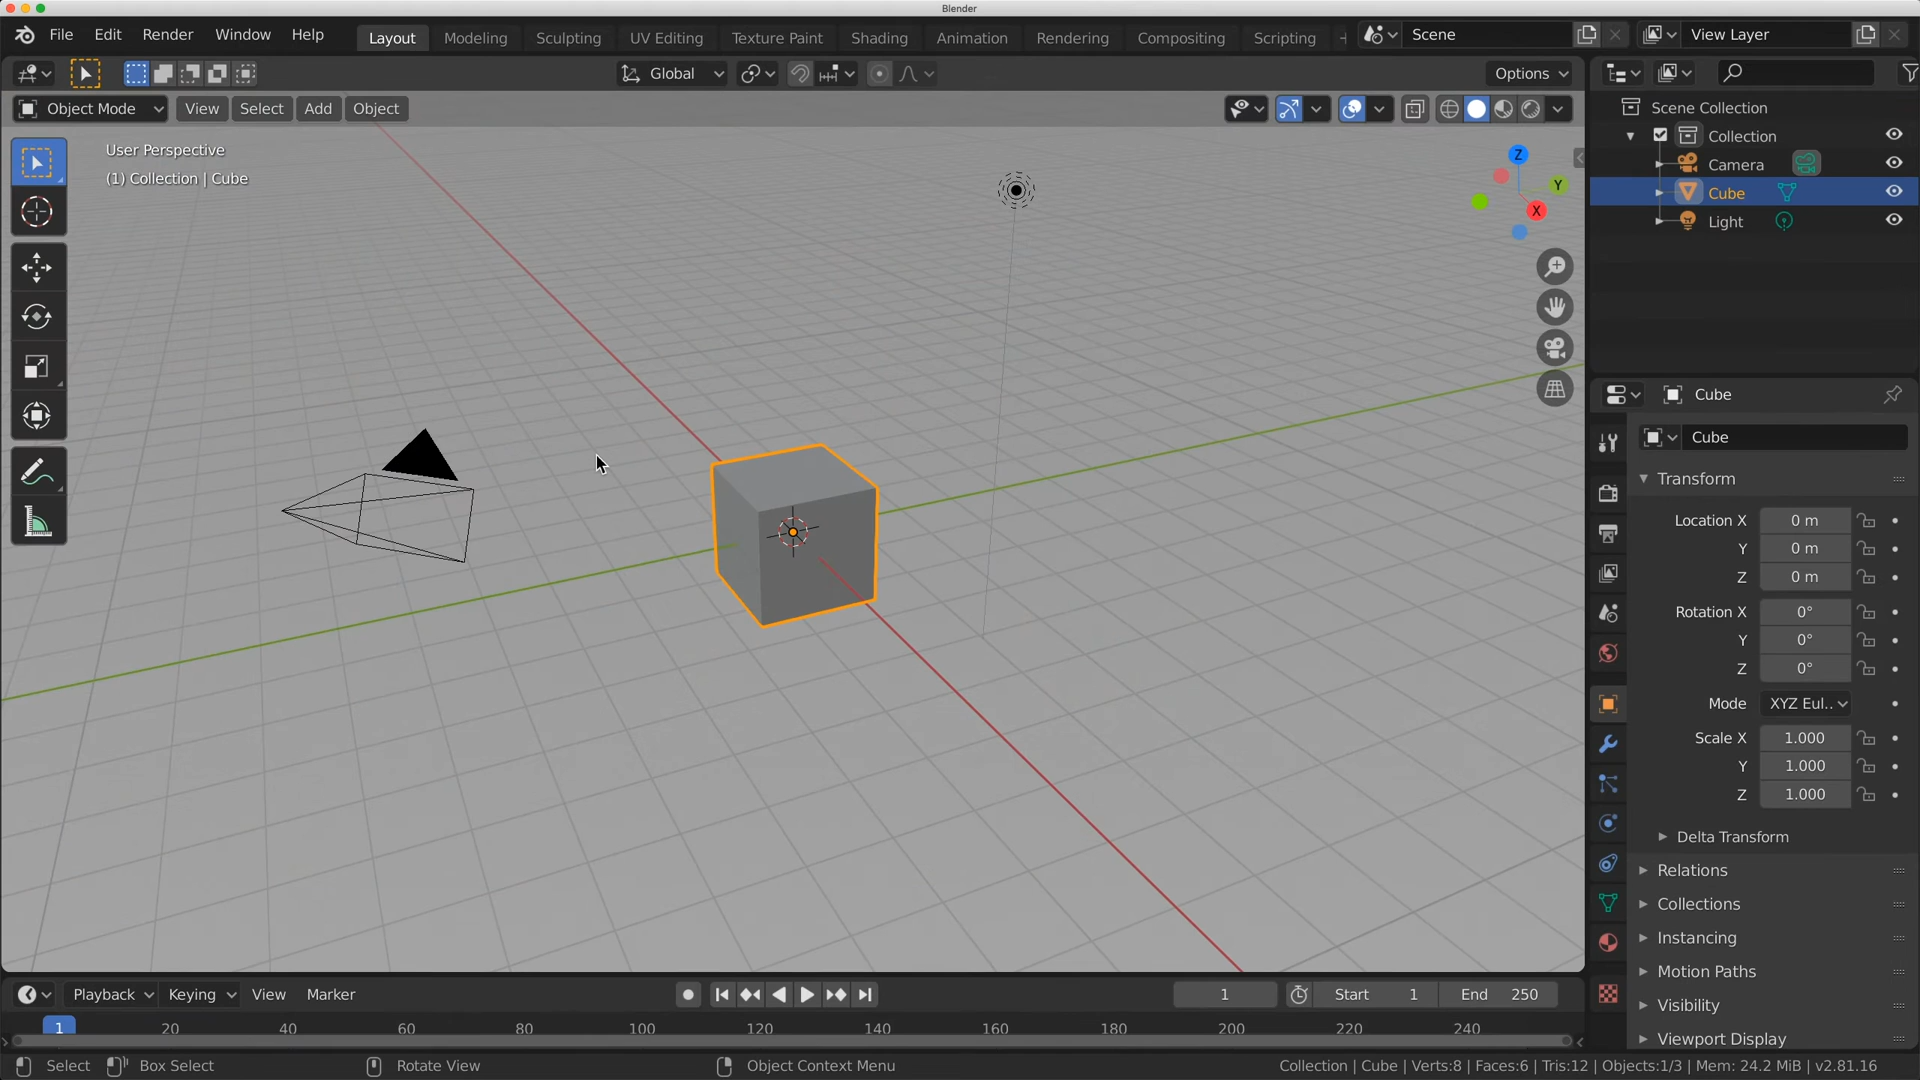 Blender
File Edit Render Window Help Layout Modeling Sculpting UV Editing Texture Paint Shading Animation Rendering Compositing Scripting Scene View Layer
Global Options
Object Mode View Select Add Object
User Perspective
(1) Collection | Cube
Z
Y
X
Scene Collection
Collection
Camera
Cube
Light
Cube
Cube
Transform
Location X 0 m
Y 0 m
Z 0 m
Rotation X 0°
Y 0°
Z 0°
Mode XYZ Eul..
Scale X 1.000
Y 1.000
Z 1.000
Delta Transform
Relations
Collections
Instancing
Motion Paths
Visibility
Viewport Display
Playback Keying View Marker 1 Start 1 End 250
1 20 40 60 80 100 120 140 160 180 200 220 240
Select Box Select Rotate View Object Context Menu Collection | Cube | Verts:8 | Faces:6 | Tris:12 | Objects:1/3 | Mem: 24.2 MiB | v2.81.16